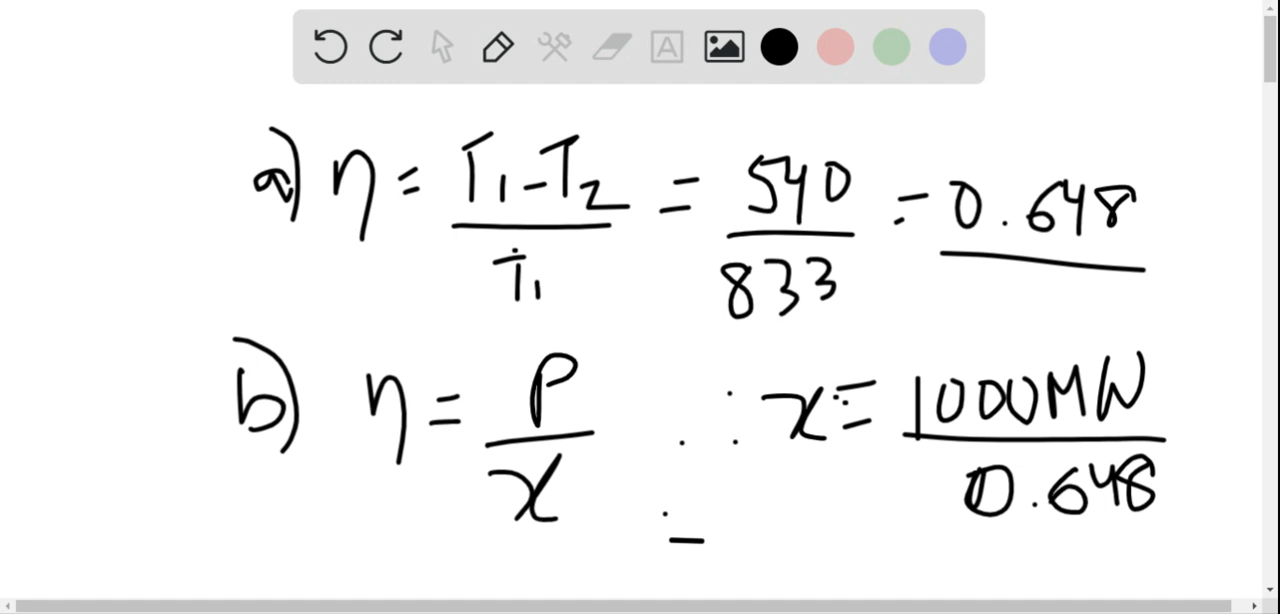 A
a) η = T₁-T₂ / T₁ = 540 / 833 = 0.648
b) η = P / x ∴ x = 1000MW / 0.648